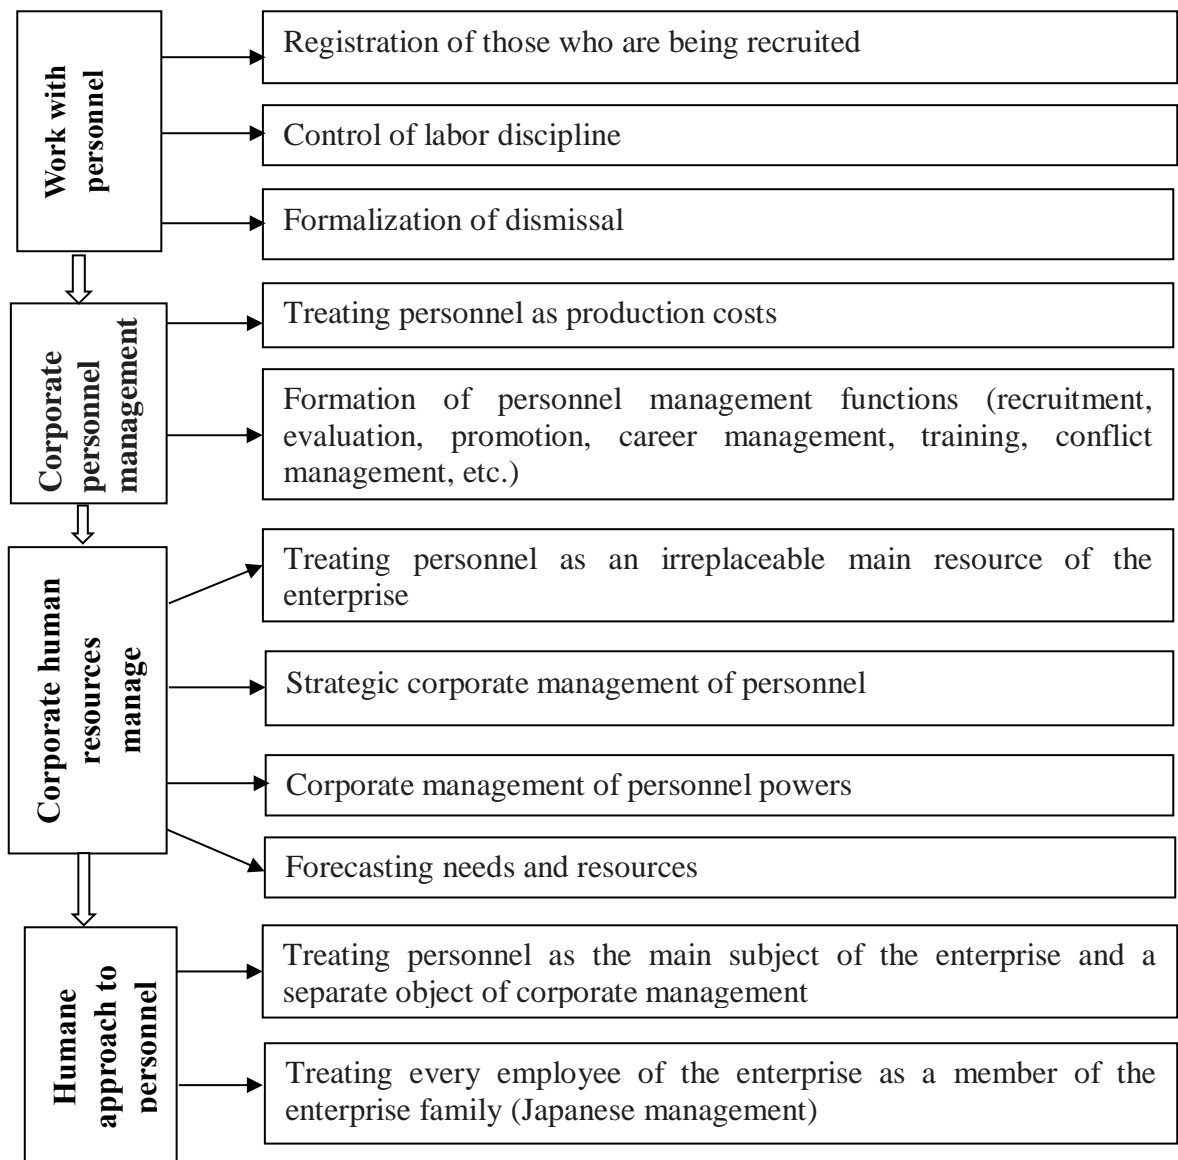 Work with
personnel
Registration of those who are being recruited
Control of labor discipline
Formalization of dismissal
Corporate
personnel
management
Treating personnel as production costs
Formation of personnel management functions (recruitment,
evaluation, promotion, career management, training, conflict
management, etc.)
Corporate human
resources
manage
Treating personnel as an irreplaceable main resource of the
enterprise
Strategic corporate management of personnel
Corporate management of personnel powers
Forecasting needs and resources
Humane
approach to
personnel
Treating personnel as the main subject of the enterprise and a
separate object of corporate management
Treating every employee of the enterprise as a member of the
enterprise family (Japanese management)